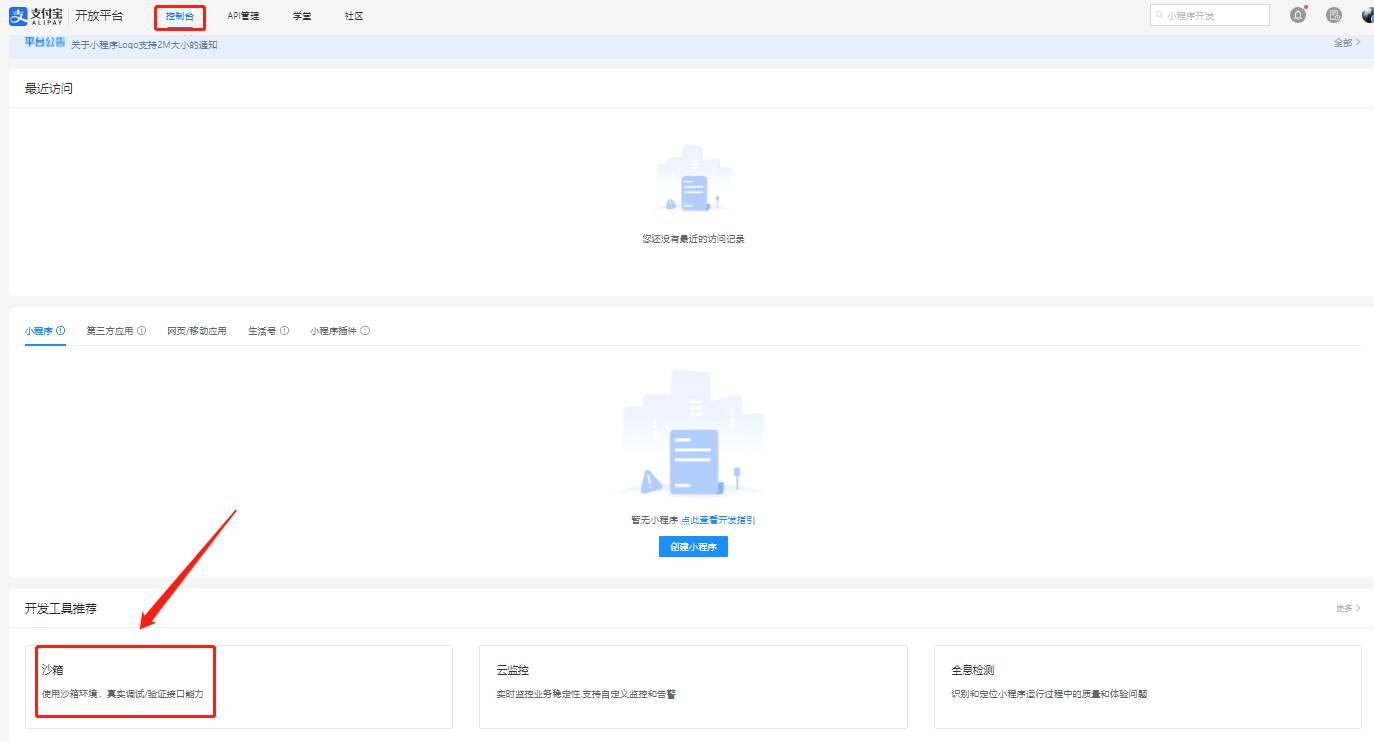 支付宝 ALIPAY 开放平台 控制台 API管理 学堂 社区 小程序开发
平台公告 关于小程序Logo支持2M大小的通知 全部
最近访问
您还没有最近的访问记录
小程序 第三方应用 网页/移动应用 生活号 小程序插件
暂无小程序 点此查看开发指引
创建小程序
开发工具推荐 更多
沙箱 云监控 全息检测
使用沙箱环境，真实调试/验证接口能力 实时监控业务稳定性,支持自定义监控和告警 识别和定位小程序运行过程中的质量和体验问题